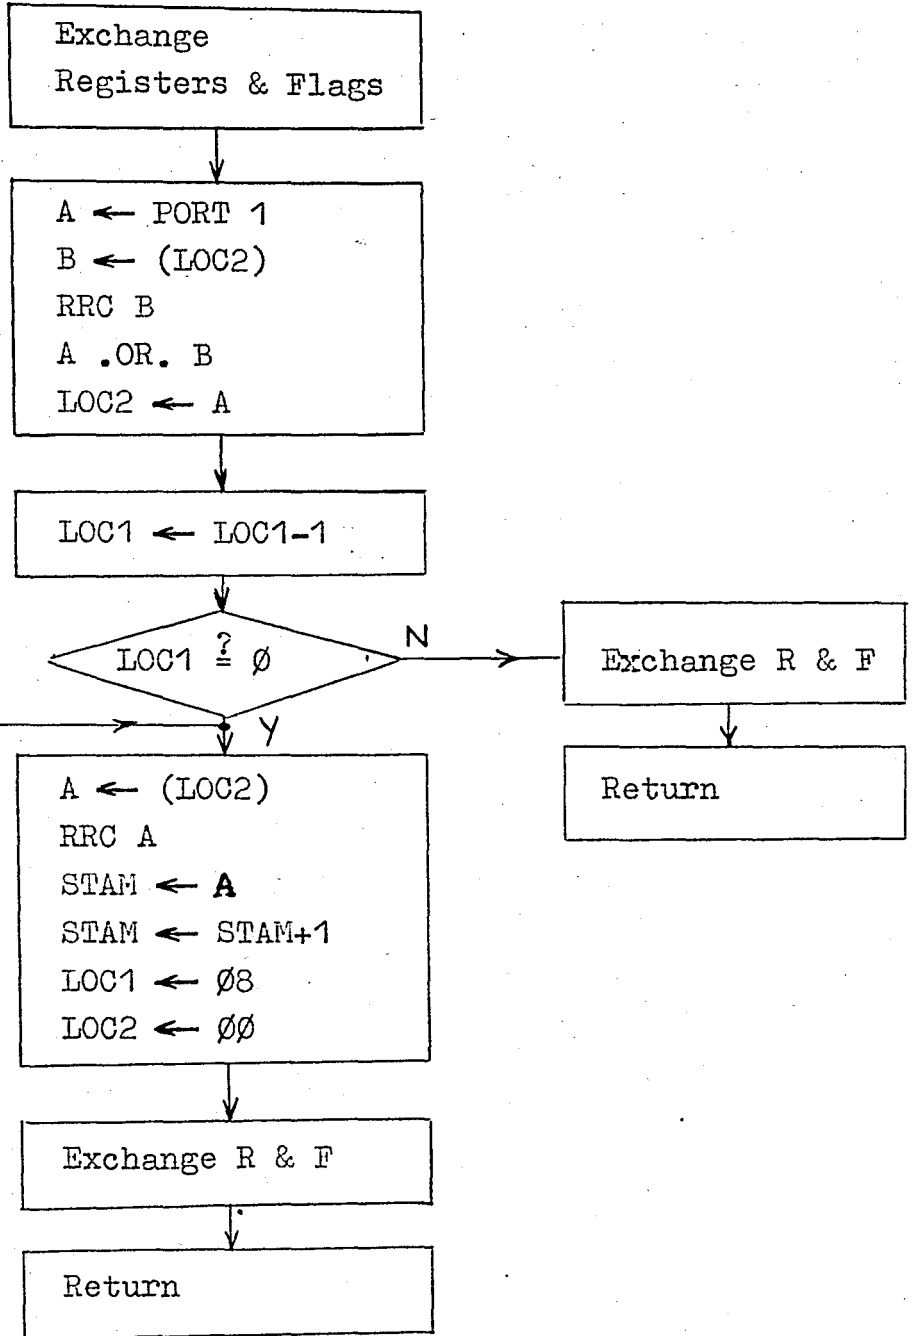 Exchange
Registers & Flags
A ← PORT 1
B ← (LOC2)
RRC B
A .OR. B
LOC2 ← A
LOC1 ← LOC1-1
LOC1 ≟ Ø
N
Exchange R & F
Return
Y
A ← (LOC2)
RRC A
STAM ← A
STAM ← STAM+1
LOC1 ← Ø8
LOC2 ← ØØ
Exchange R & F
Return